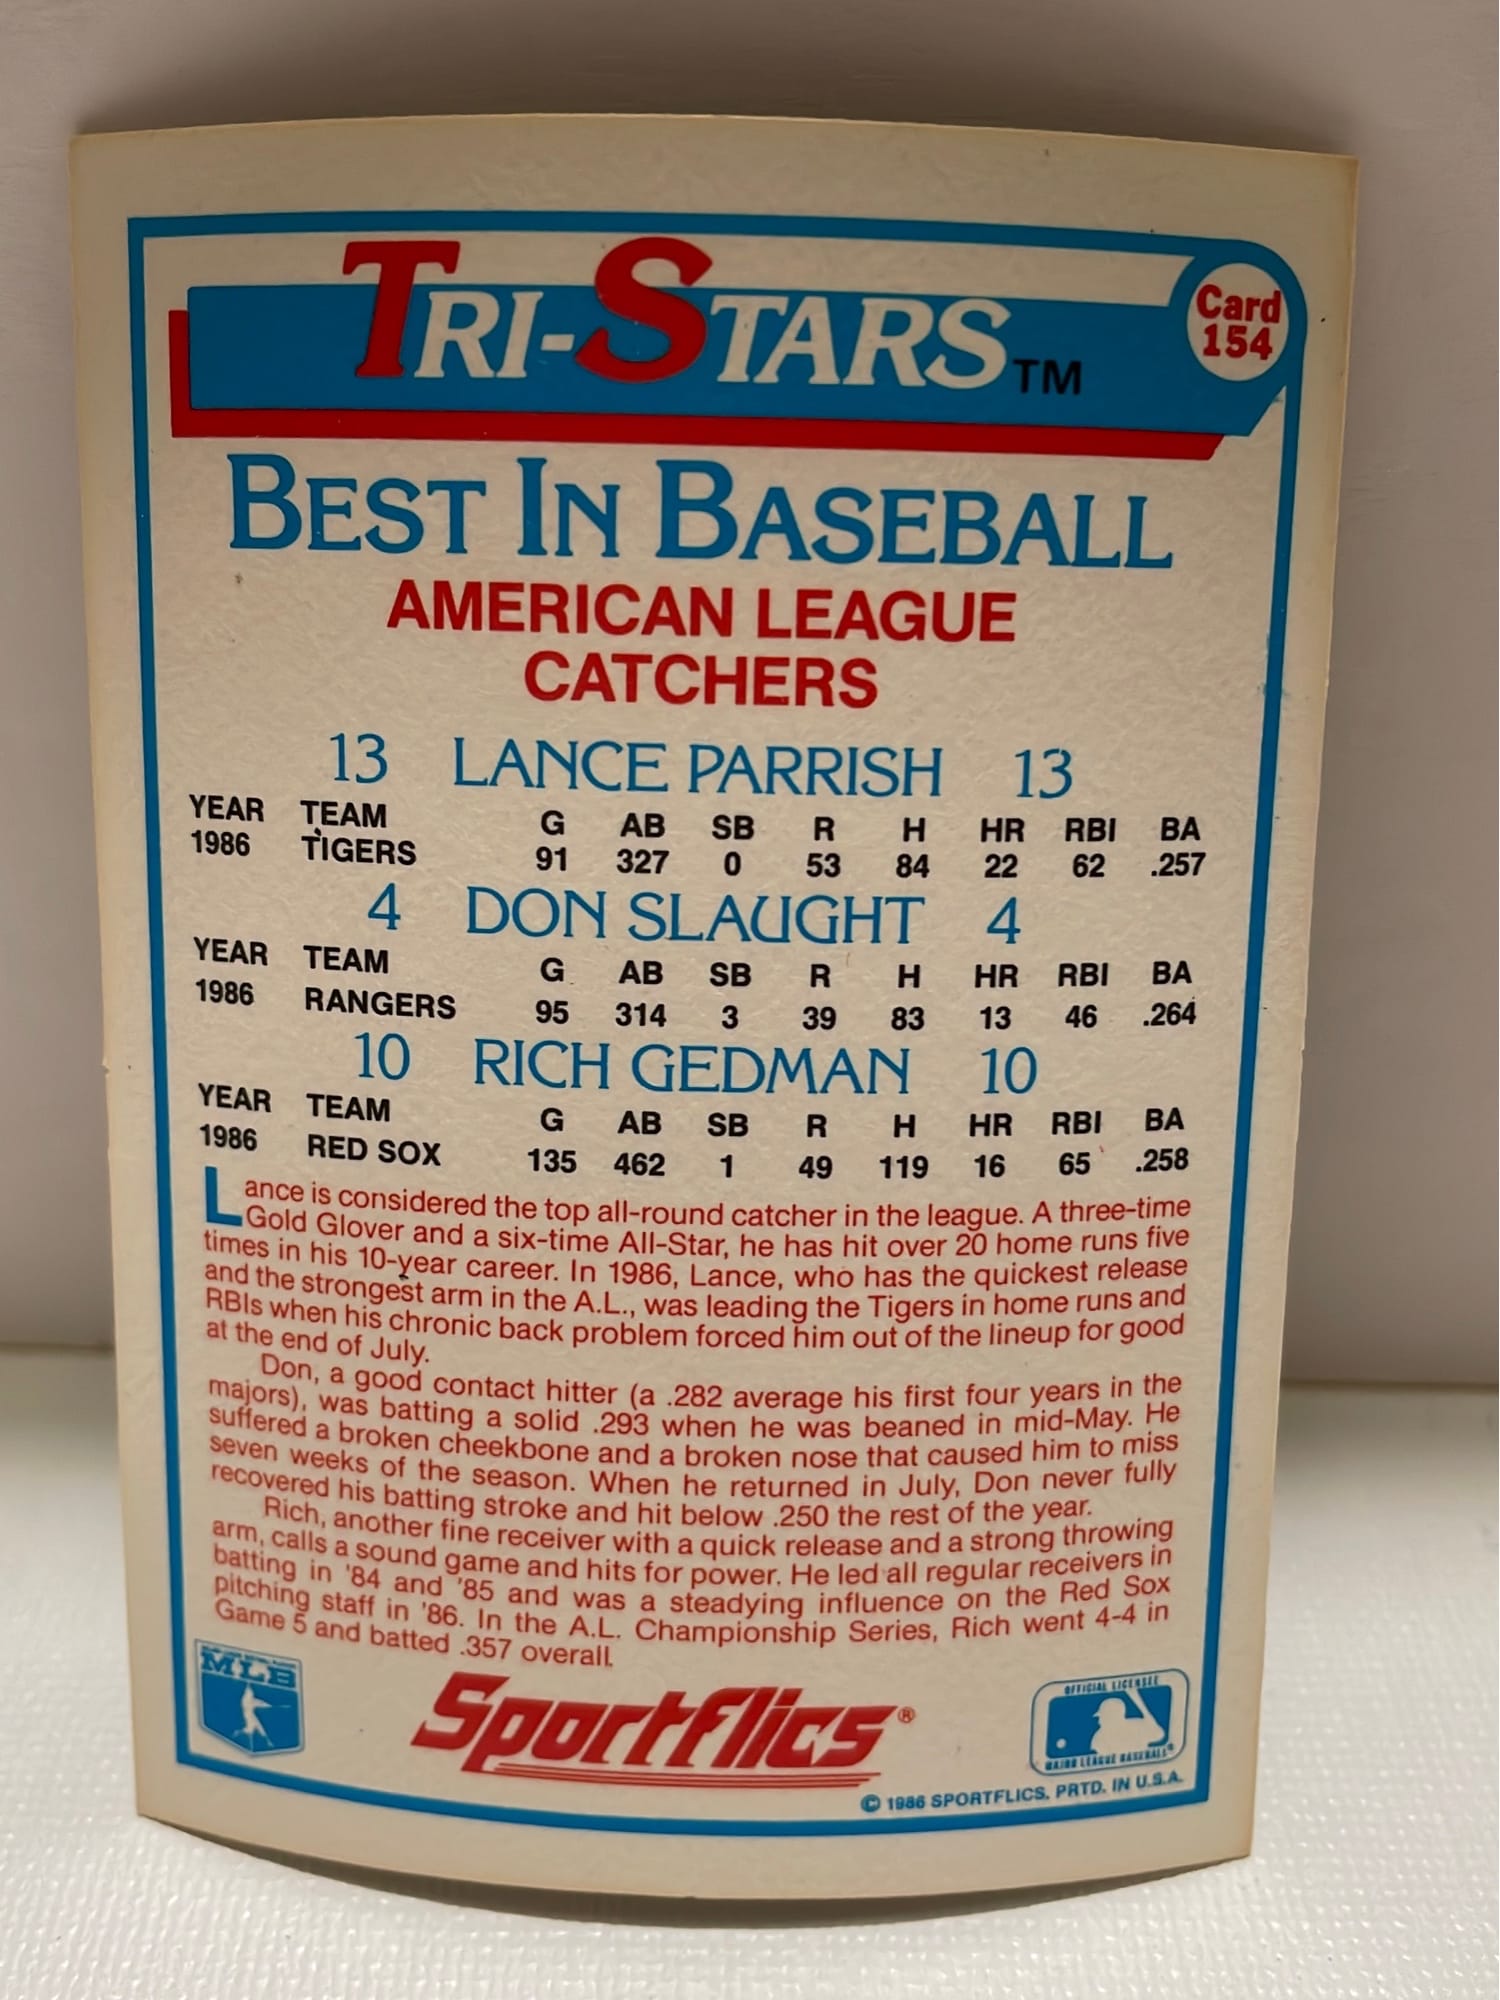 TRI-STARS TM
Card
154
BEST IN BASEBALL
AMERICAN LEAGUE
CATCHERS
13 LANCE PARRISH 13
YEAR TEAM G AB SB R H HR RBI BA
1986 TIGERS 91 327 0 53 84 22 62 .257
4 DON SLAUGHT 4
YEAR TEAM G AB SB R H HR RBI BA
1986 RANGERS 95 314 3 39 83 13 46 .264
10 RICH GEDMAN 10
YEAR TEAM G AB SB R H HR RBI BA
1986 RED SOX 135 462 1 49 119 16 65 .258
Lance is considered the top all-round catcher in the league. A three-time
Gold Glover and a six-time All-Star, he has hit over 20 home runs five
times in his 10-year career. In 1986, Lance, who has the quickest release
and the strongest arm in the A.L., was leading the Tigers in home runs and
RBIs when his chronic back problem forced him out of the lineup for good
at the end of July.
Don, a good contact hitter (a .282 average his first four years in the
majors), was batting a solid .293 when he was beaned in mid-May. He
suffered a broken cheekbone and a broken nose that caused him to miss
seven weeks of the season. When he returned in July, Don never fully
recovered his batting stroke and hit below .250 the rest of the year.
Rich, another fine receiver with a quick release and a strong throwing
arm, calls a sound game and hits for power. He led all regular receivers in
batting in '84 and '85 and was a steadying influence on the Red Sox
pitching staff in '86. In the A.L. Championship Series, Rich went 4-4 in
Game 5 and batted .357 overall.
MLB
Sportflics®
OFFICIAL LICENSEE
MAJOR LEAGUE BASEBALL
© 1986 SPORTFLICS, PRTD. IN U.S.A.